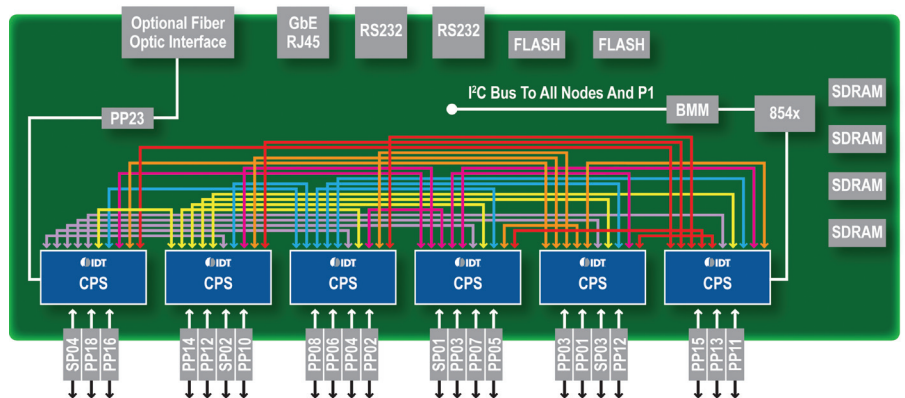 Optional Fiber
Optic Interface
GbE
RJ45
RS232
RS232
FLASH
FLASH
I²C Bus To All Nodes And P1
BMM
854x
SDRAM
SDRAM
SDRAM
SDRAM
PP23
IDT
CPS
IDT
CPS
IDT
CPS
IDT
CPS
IDT
CPS
IDT
CPS
SP04
PP18
PP16
PP14
PP12
SP02
PP10
PP08
PP06
PP04
PP02
SP01
PP03
PP07
PP05
PP03
PP01
SP03
PP12
PP15
PP13
PP11